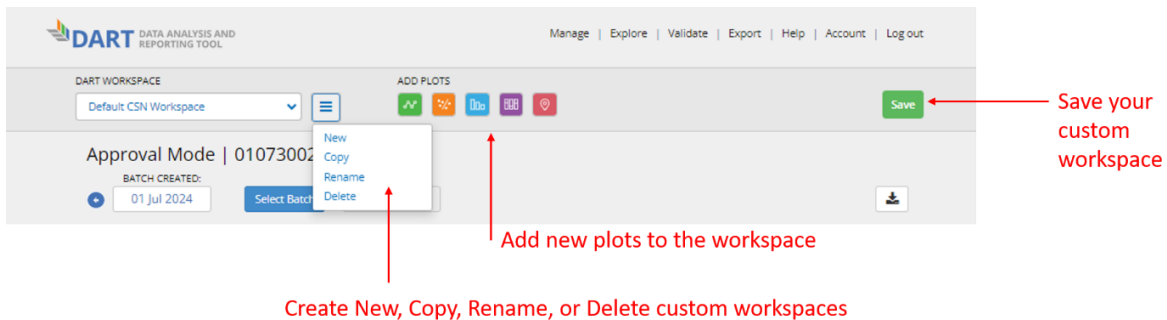 DART DATA ANALYSIS AND
REPORTING TOOL
Manage | Explore | Validate | Export | Help | Account | Log out
DART WORKSPACE
ADD PLOTS
Default CSN Workspace
Save
Save your
custom
workspace
New
Copy
Rename
Delete
Approval Mode | 01073002
BATCH CREATED:
01 Jul 2024
Select Batch
Add new plots to the workspace
Create New, Copy, Rename, or Delete custom workspaces